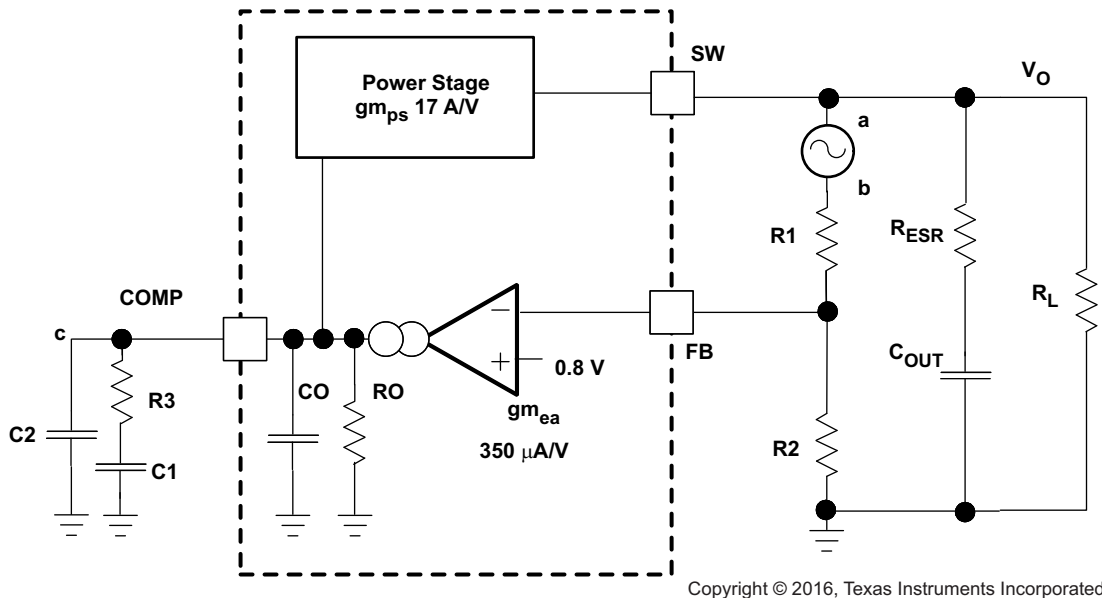 SW
Power Stage
gmps 17 A/V
VO
a
b
R1
RESR
RL
COMP
c
FB
0.8 V
COUT
CO
RO
R3
gmea
C2
350 μA/V
R2
C1
Copyright © 2016, Texas Instruments Incorporated